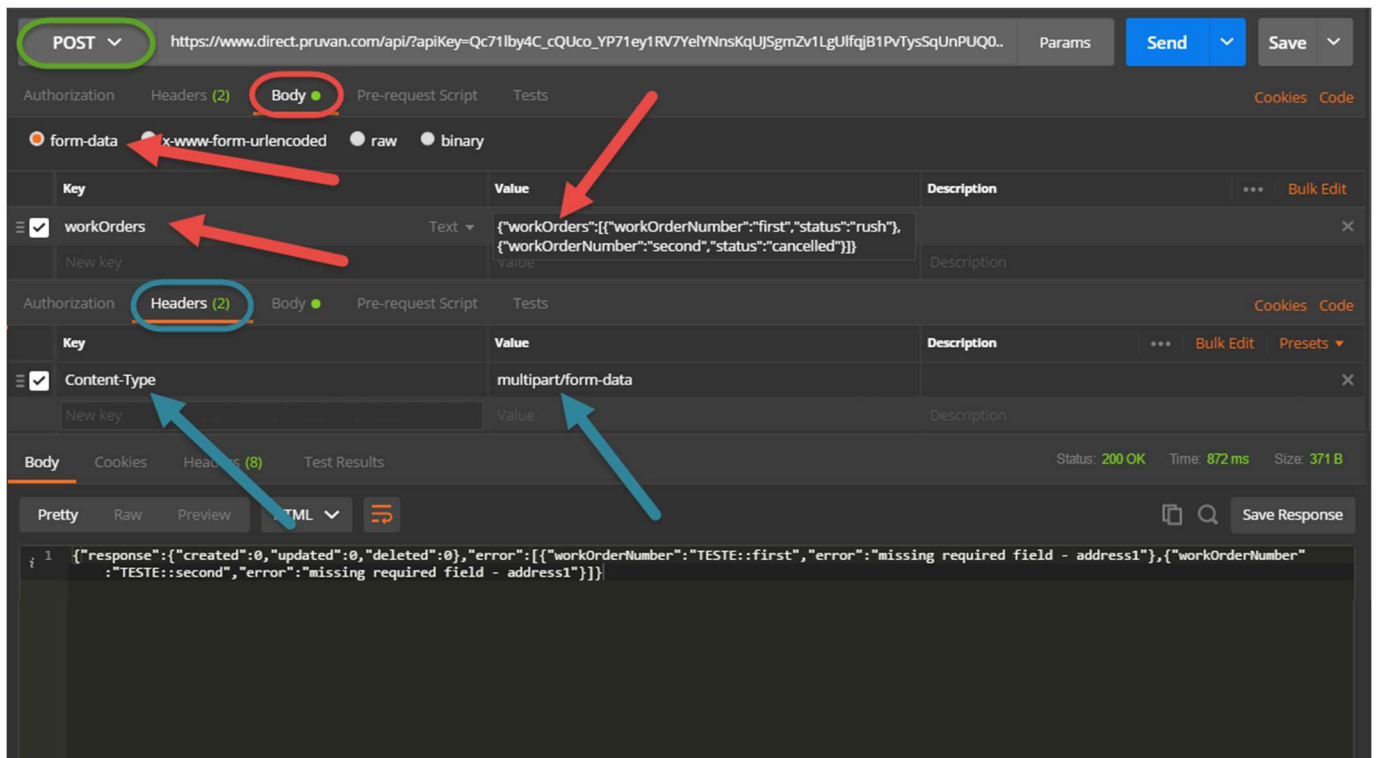 POST https://www.direct.pruvan.com/api/?apiKey=Qc71lby4C_cQUco_YP71ey1RV7YelYNnsKqUJSgmZv1LgUlfqjB1PvTysSqUnPUQ0.. Params Send Save
Authorization Headers (2) Body Pre-request Script Tests Cookies Code
form-data x-www-form-urlencoded raw binary
Key Value Description ••• Bulk Edit
workOrders Text {"workOrders":[{"workOrderNumber":"first","status":"rush"},
{"workOrderNumber":"second","status":"cancelled"}]}
New key Value Description
Authorization Headers (2) Body Pre-request Script Tests Cookies Code
Key Value Description ••• Bulk Edit Presets
Content-Type multipart/form-data
New key Value Description
Body Cookies Headers (8) Test Results Status: 200 OK Time: 872 ms Size: 371 B
Pretty Raw Preview HTML Save Response
i 1 {"response":{"created":0,"updated":0,"deleted":0},"error":[{"workOrderNumber":"TESTE::first","error":"missing required field - address1"},{"workOrderNumber"
:"TESTE::second","error":"missing required field - address1"}]}